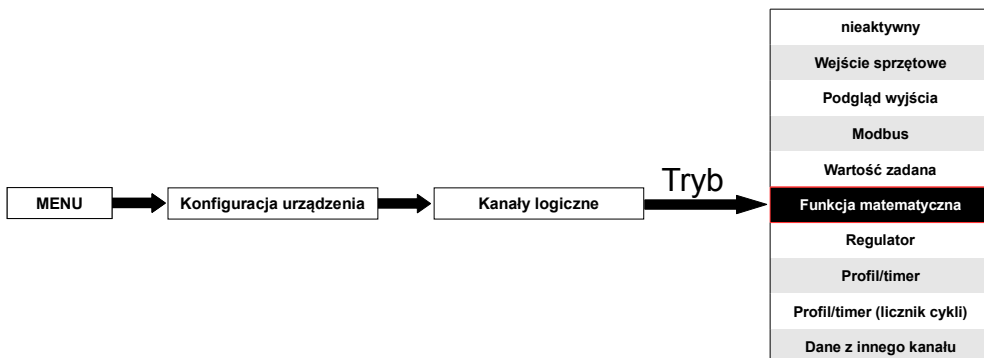 MENU
Konfiguracja urządzenia
Kanały logiczne
Tryb
nieaktywny
Wejście sprzętowe
Podgląd wyjścia
Modbus
Wartość zadana
Funkcja matematyczna
Regulator
Profil/timer
Profil/timer (licznik cykli)
Dane z innego kanału